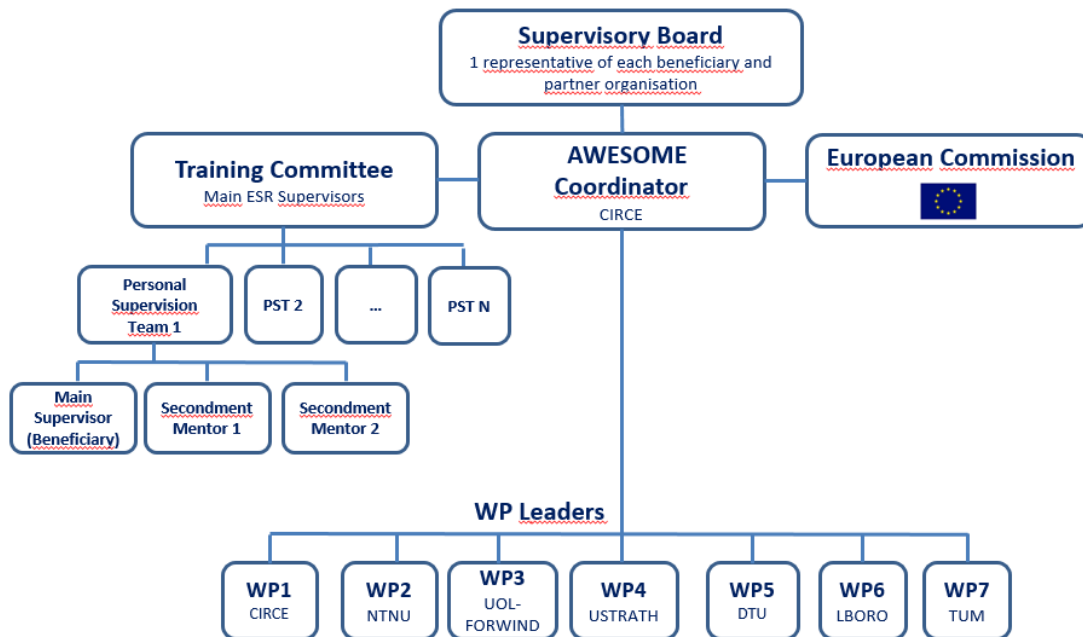 Supervisory Board
1 representative of each beneficiary and
partner organisation
Training Committee
Main ESR Supervisors
AWESOME
Coordinator
CIRCE
European Commission
Personal
Supervision
Team 1
PST 2
...
PST N
Main
Supervisor
(Beneficiary)
Secondment
Mentor 1
Secondment
Mentor 2
WP Leaders
WP1
CIRCE
WP2
NTNU
WP3
UOL-
FORWIND
WP4
USTRATH
WP5
DTU
WP6
LBORO
WP7
TUM